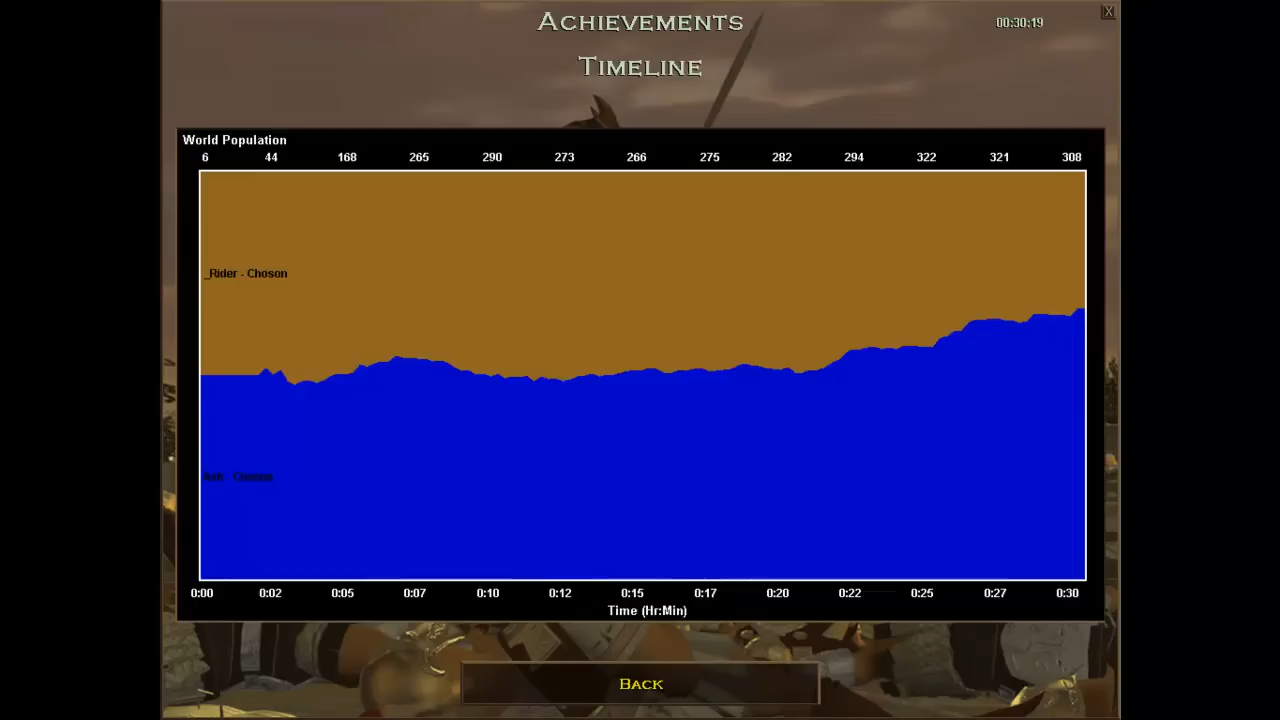 ACHIEVEMENTS
00:30:19
X
TIMELINE
World Population
6 44 168 265 290 273 266 275 282 294 322 321 308
_Rider - Choson
Ash - Choson
0:00 0:02 0:05 0:07 0:10 0:12 0:15 0:17 0:20 0:22 0:25 0:27 0:30
Time (Hr:Min)
BACK